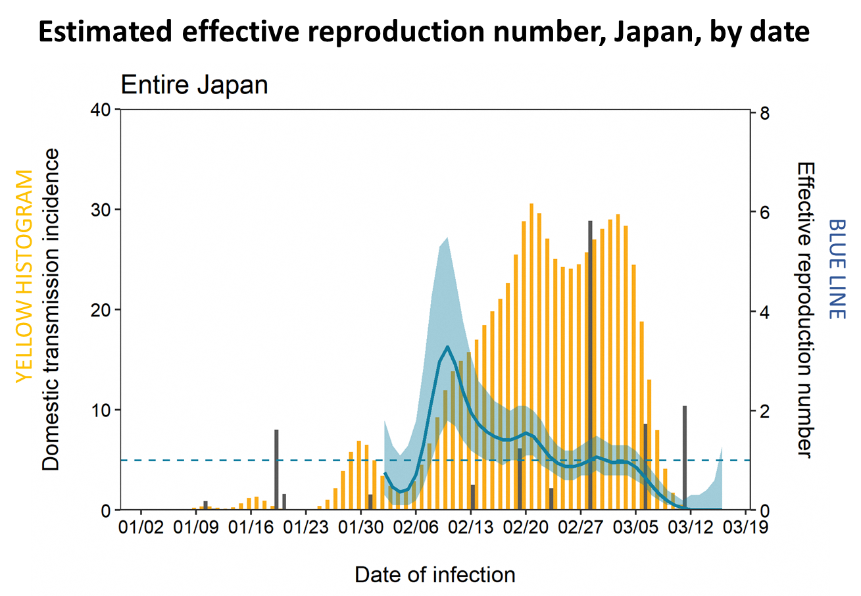 Estimated effective reproduction number, Japan, by date
Entire Japan
YELLOW HISTOGRAM
Domestic transmission incidence
40
30
20
10
0
8
6
4
2
0
Effective reproduction number
BLUE LINE
01/02 01/09 01/16 01/23 01/30 02/06 02/13 02/20 02/27 03/05 03/12 03/19
Date of infection